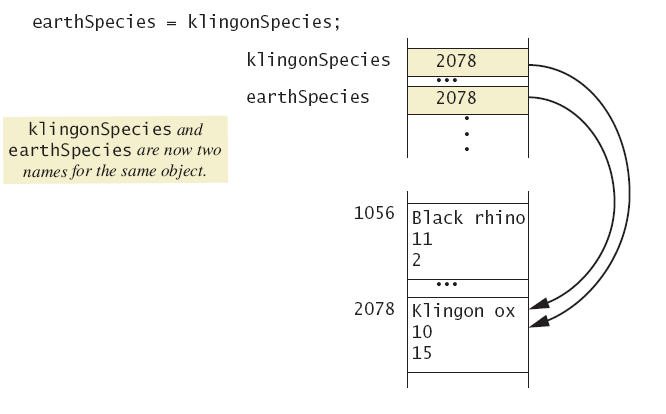 earthSpecies = klingonSpecies;
klingonSpecies 2078
...
earthSpecies 2078
klingonSpecies and
earthSpecies are now two
names for the same object.
1056 Black rhino
11
2
...
2078 Klingon ox
10
15